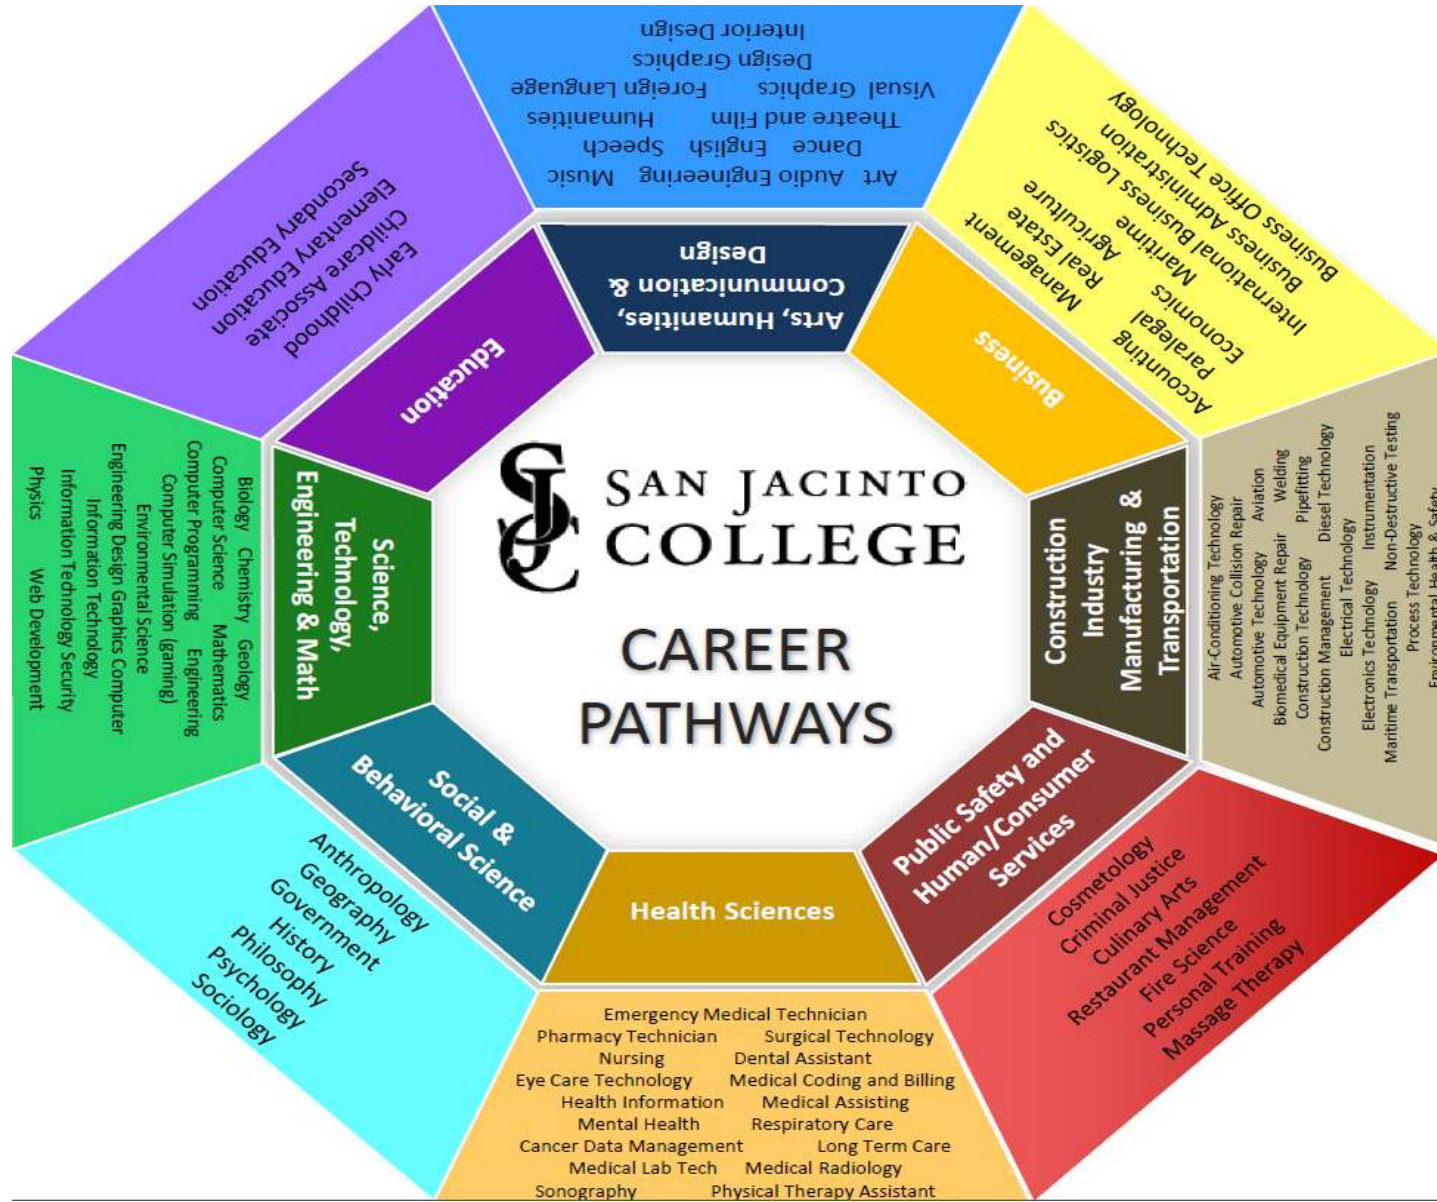 SAN JACINTO
COLLEGE
CAREER
PATHWAYS
Arts, Humanities,
Communication &
Design
Art Audio Engineering Music
Dance English Speech
Theatre and Film Humanities
Visual Graphics Foreign Language
Design Graphics
Interior Design
Business
Accounting Management
Paralegal Real Estate
Economics Agriculture
Maritime
International Business Logistics
Business Administration
Business Office Technology
Construction
Industry
Manufacturing &
Transportation
Air-Conditioning Technology
Automotive Collision Repair
Automotive Technology Aviation
Biomedical Equipment Repair Welding
Construction Technology Pipefitting
Construction Management Diesel Technology
Electrical Technology
Electronics Technology Instrumentation
Maritime Transportation Non-Destructive Testing
Process Technology
Environmental Health & Safety
Public Safety and
Human/Consumer
Services
Cosmetology
Criminal Justice
Culinary Arts
Restaurant Management
Fire Science
Personal Training
Massage Therapy
Health Sciences
Emergency Medical Technician
Pharmacy Technician Surgical Technology
Nursing Dental Assistant
Eye Care Technology Medical Coding and Billing
Health Information Medical Assisting
Mental Health Respiratory Care
Cancer Data Management Long Term Care
Medical Lab Tech Medical Radiology
Sonography Physical Therapy Assistant
Social &
Behavioral Science
Anthropology
Geography
Government
History
Philosophy
Psychology
Sociology
Science,
Technology,
Engineering & Math
Biology Chemistry Geology
Computer Science Mathematics
Computer Programming Engineering
Computer Simulation (gaming)
Environmental Science
Engineering Design Graphics Computer
Information Technology
Information Technology Security
Physics Web Development
Education
Early Childhood
Childcare Associate
Elementary Education
Secondary Education